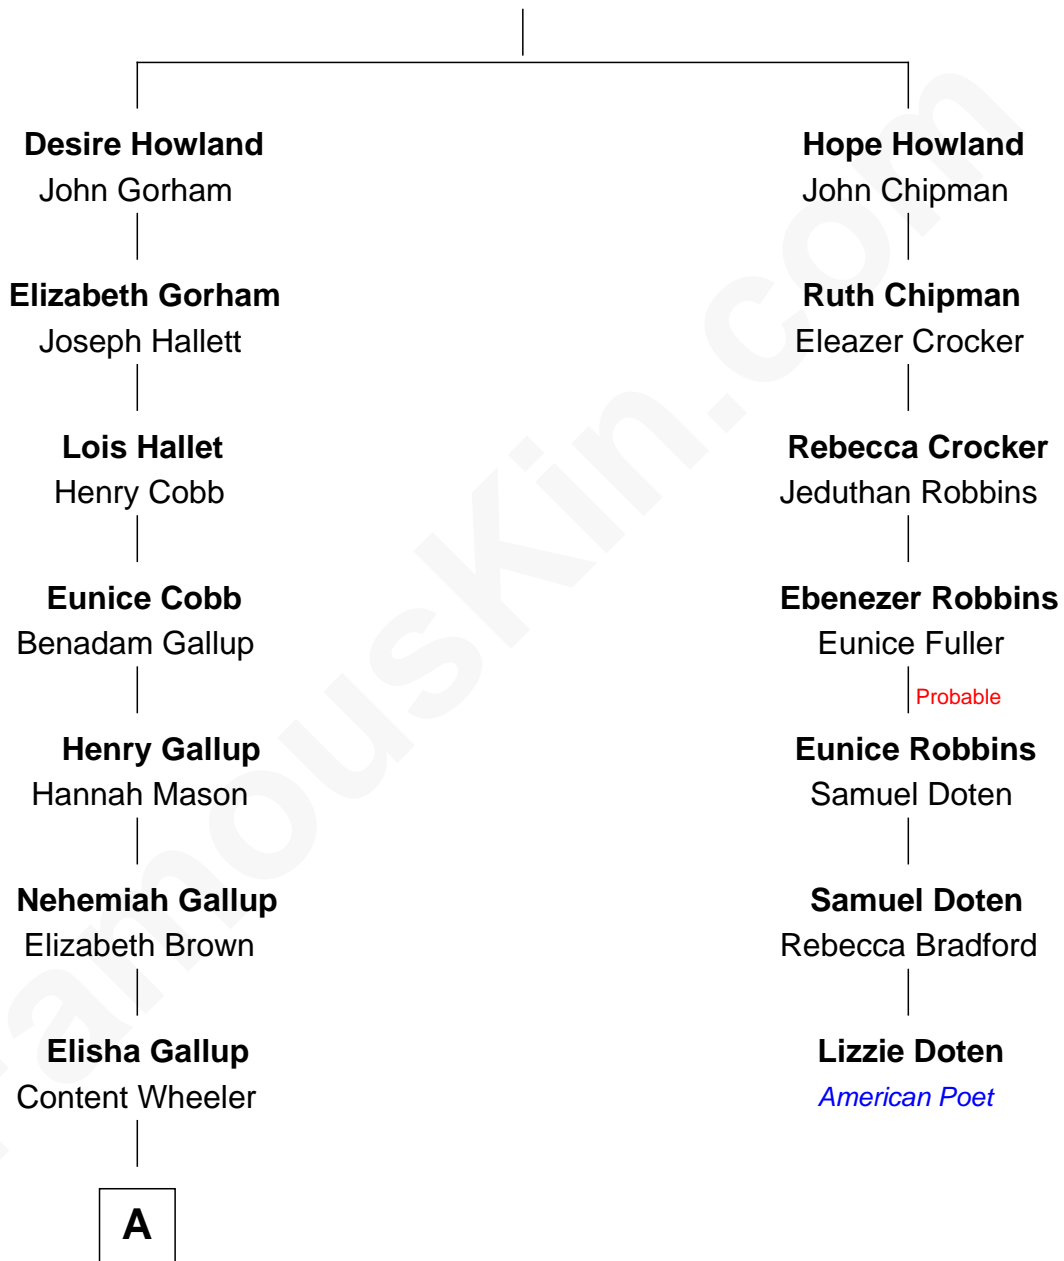 Desire Howland
John Gorham
Hope Howland
John Chipman
Elizabeth Gorham
Joseph Hallett
Ruth Chipman
Eleazer Crocker
Lois Hallet
Henry Cobb
Rebecca Crocker
Jeduthan Robbins
Eunice Cobb
Benadam Gallup
Ebenezer Robbins
Eunice Fuller
Probable
Henry Gallup
Hannah Mason
Eunice Robbins
Samuel Doten
Nehemiah Gallup
Elizabeth Brown
Samuel Doten
Rebecca Bradford
Elisha Gallup
Content Wheeler
Lizzie Doten
American Poet
A
FamousKin.com